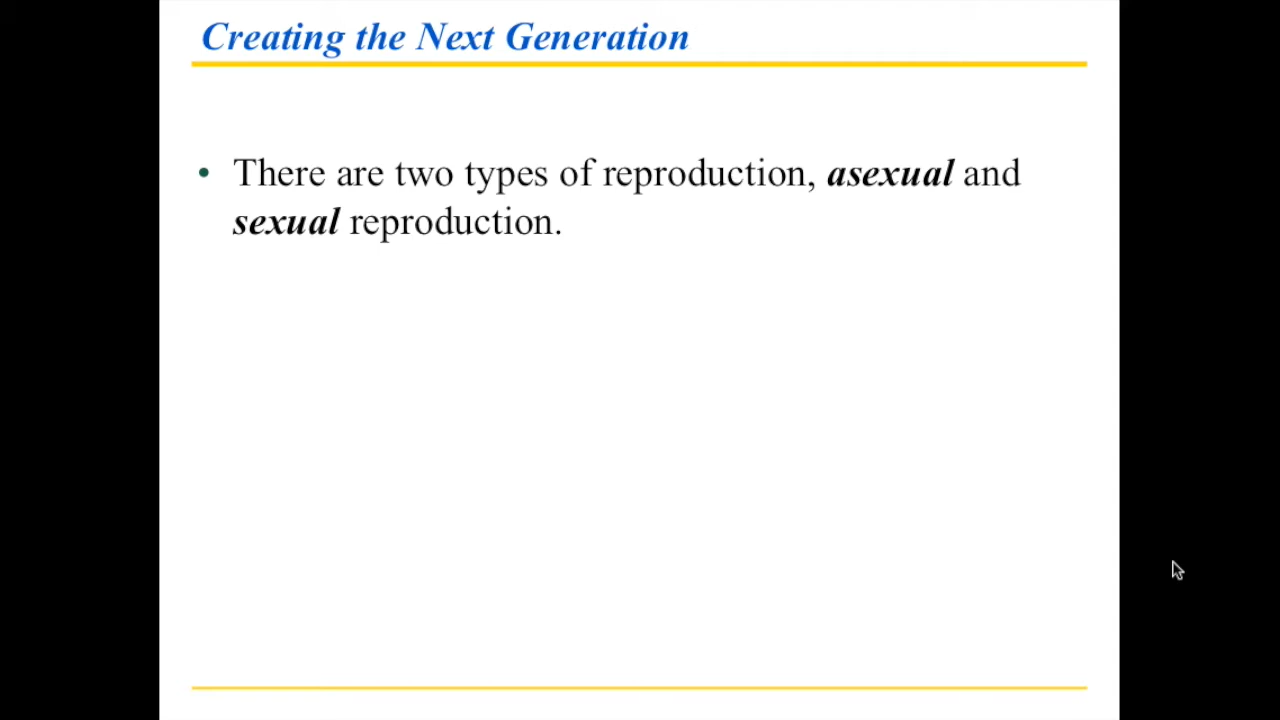 Creating the Next Generation
• There are two types of reproduction, asexual and
sexual reproduction.